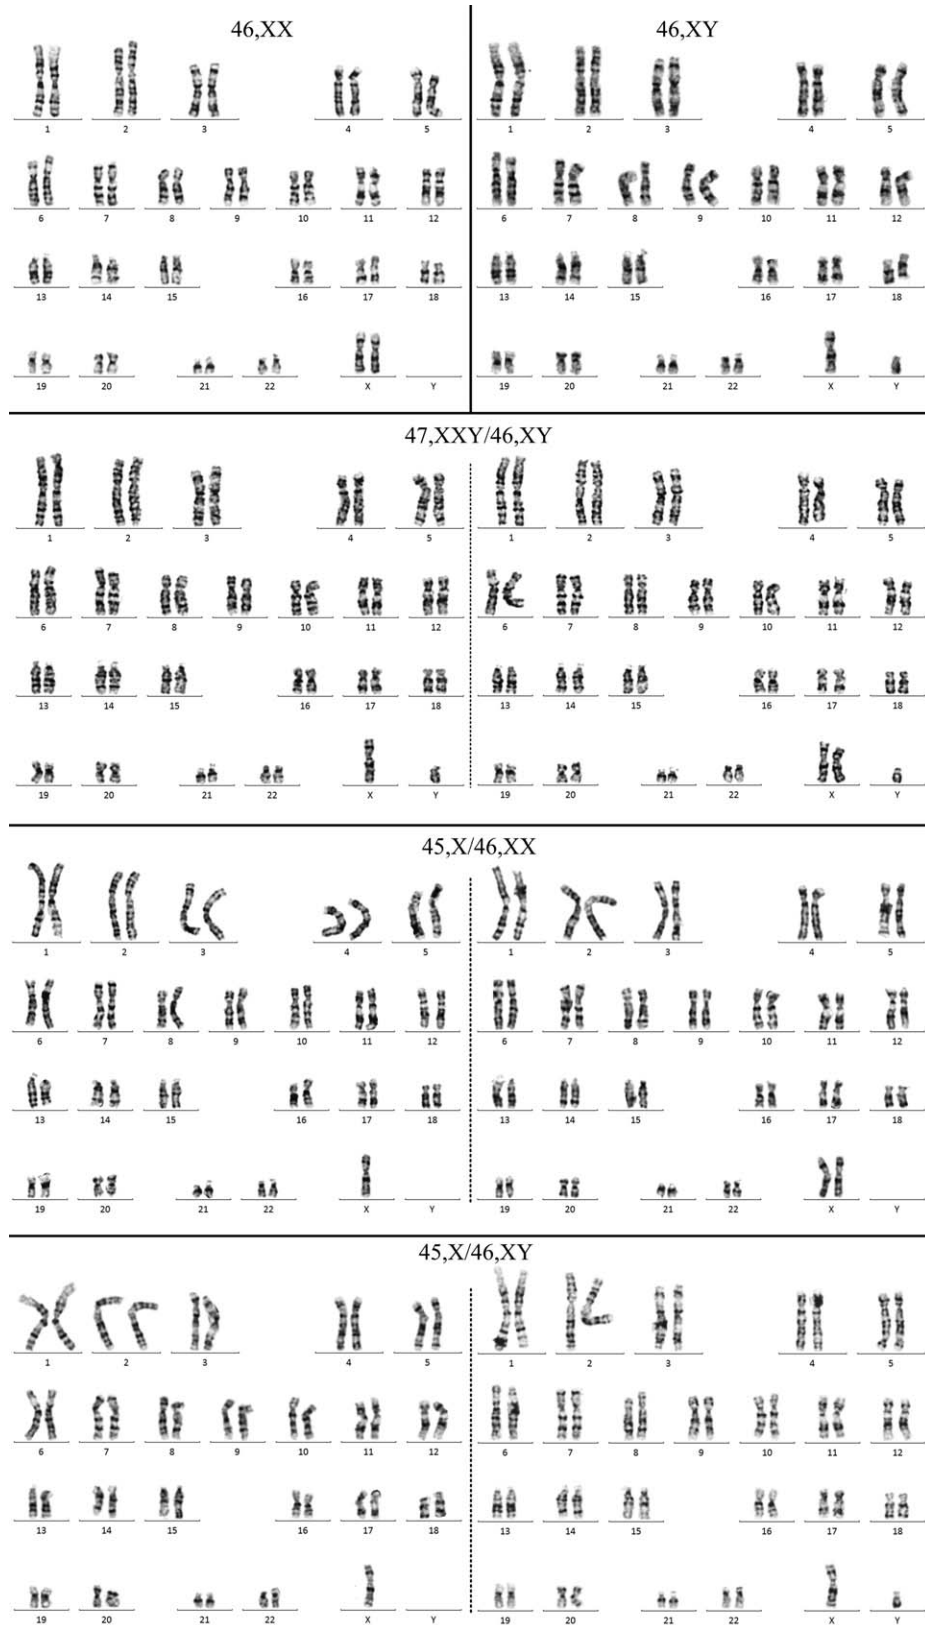 46,XX
1 2 3 4 5
6 7 8 9 10 11 12
13 14 15 16 17 18
19 20 21 22 X Y
46,XY
1 2 3 4 5
6 7 8 9 10 11 12
13 14 15 16 17 18
19 20 21 22 X Y
47,XXY/46,XY
1 2 3 4 5
6 7 8 9 10 11 12
13 14 15 16 17 18
19 20 21 22 X Y
1 2 3 4 5
6 7 8 9 10 11 12
13 14 15 16 17 18
19 20 21 22 X Y
45,X/46,XX
1 2 3 4 5
6 7 8 9 10 11 12
13 14 15 16 17 18
19 20 21 22 X Y
1 2 3 4 5
6 7 8 9 10 11 12
13 14 15 16 17 18
19 20 21 22 X Y
45,X/46,XY
1 2 3 4 5
6 7 8 9 10 11 12
13 14 15 16 17 18
19 20 21 22 X Y
1 2 3 4 5
6 7 8 9 10 11 12
13 14 15 16 17 18
19 20 21 22 X Y